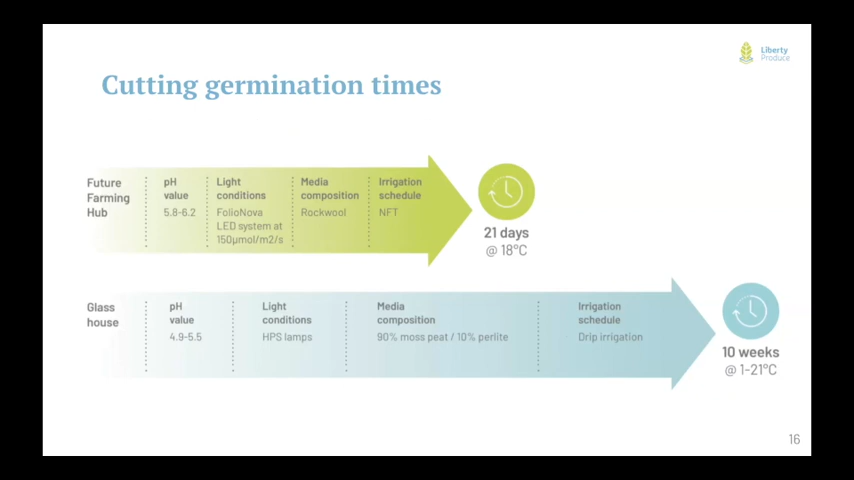 Liberty
Produce
Cutting germination times
Future
Farming
Hub
pH
value
5.8-6.2
Light
conditions
FolioNova
LED system at
150µmol/m2/s
Media
composition
Rockwool
Irrigation
schedule
NFT
21 days
@ 18°C
Glass
house
pH
value
4.9-5.5
Light
conditions
HPS lamps
Media
composition
90% moss peat / 10% perlite
Irrigation
schedule
Drip irrigation
10 weeks
@ 1-21°C
16